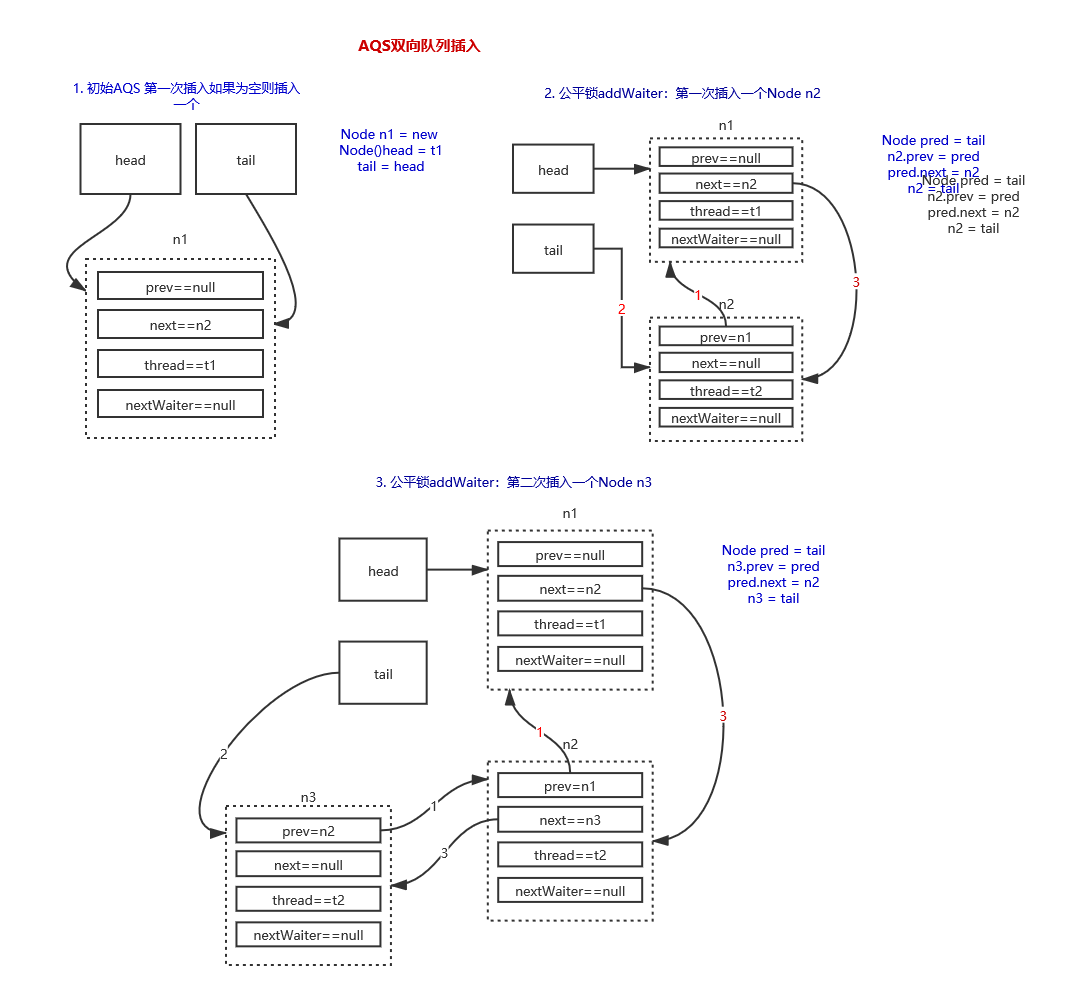 AQS双向队列插入
1. 初始AQS 第一次插入如果为空则插入
一个
head
tail
Node n1 = new
Node()head = t1
tail = head
n1
prev==null
next==n2
thread==t1
nextWaiter==null
2. 公平锁addWaiter：第一次插入一个Node n2
head
tail
n1
prev==null
next==n2
thread==t1
nextWaiter==null
1
2
3
n2
prev=n1
next==null
thread==t2
nextWaiter==null
Node pred = tail
n2.prev = pred
pred.next = n2
n2 = tail
Node pred = tail
n2.prev = pred
pred.next = n2
n2 = tail
3. 公平锁addWaiter：第二次插入一个Node n3
head
tail
n1
prev==null
next==n2
thread==t1
nextWaiter==null
Node pred = tail
n3.prev = pred
pred.next = n2
n3 = tail
1
3
2
n2
prev=n1
next==n3
thread==t2
nextWaiter==null
1
3
n3
prev=n2
next==null
thread==t2
nextWaiter==null